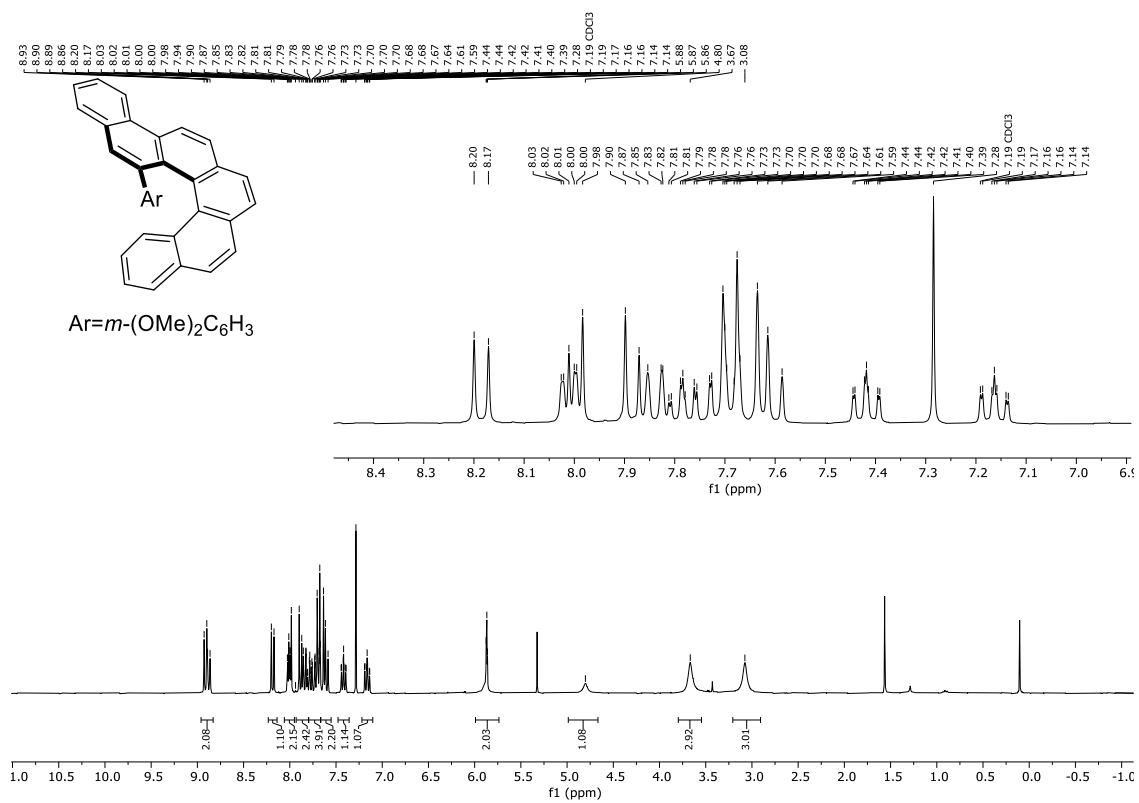 8.93 8.90 8.89 8.86 8.20 8.17 8.03 8.02 8.01 8.00 8.00 7.98 7.94 7.90 7.87 7.85 7.83 7.82 7.81 7.81 7.79 7.78 7.78 7.76 7.76 7.73 7.73 7.70 7.70 7.70 7.68 7.68 7.67 7.64 7.61 7.59 7.44 7.44 7.42 7.42 7.41 7.40 7.39 7.28 7.19 CDCl3 7.19 7.17 7.16 7.16 7.14 7.14 5.88 5.87 5.86 4.80 3.67 3.08
8.20 8.17 8.03 8.02 8.01 8.00 8.00 7.98 7.90 7.87 7.85 7.83 7.82 7.81 7.81 7.79 7.78 7.78 7.76 7.76 7.73 7.73 7.70 7.70 7.70 7.68 7.68 7.67 7.64 7.61 7.59 7.44 7.44 7.42 7.42 7.41 7.40 7.39 7.28 7.19 CDCl3 7.19 7.17 7.16 7.16 7.14 7.14
Ar
Ar=m-(OMe)2C6H3
8.4 8.3 8.2 8.1 8.0 7.9 7.8 7.7 7.6 7.5 7.4 7.3 7.2 7.1 7.0 6.9
f1 (ppm)
2.08 1.10 2.15 2.42 3.91 2.20 1.14 1.07 2.03 1.08 2.92 3.01
1.0 10.5 10.0 9.5 9.0 8.5 8.0 7.5 7.0 6.5 6.0 5.5 5.0 4.5 4.0 3.5 3.0 2.5 2.0 1.5 1.0 0.5 0.0 -0.5 -1.0
f1 (ppm)